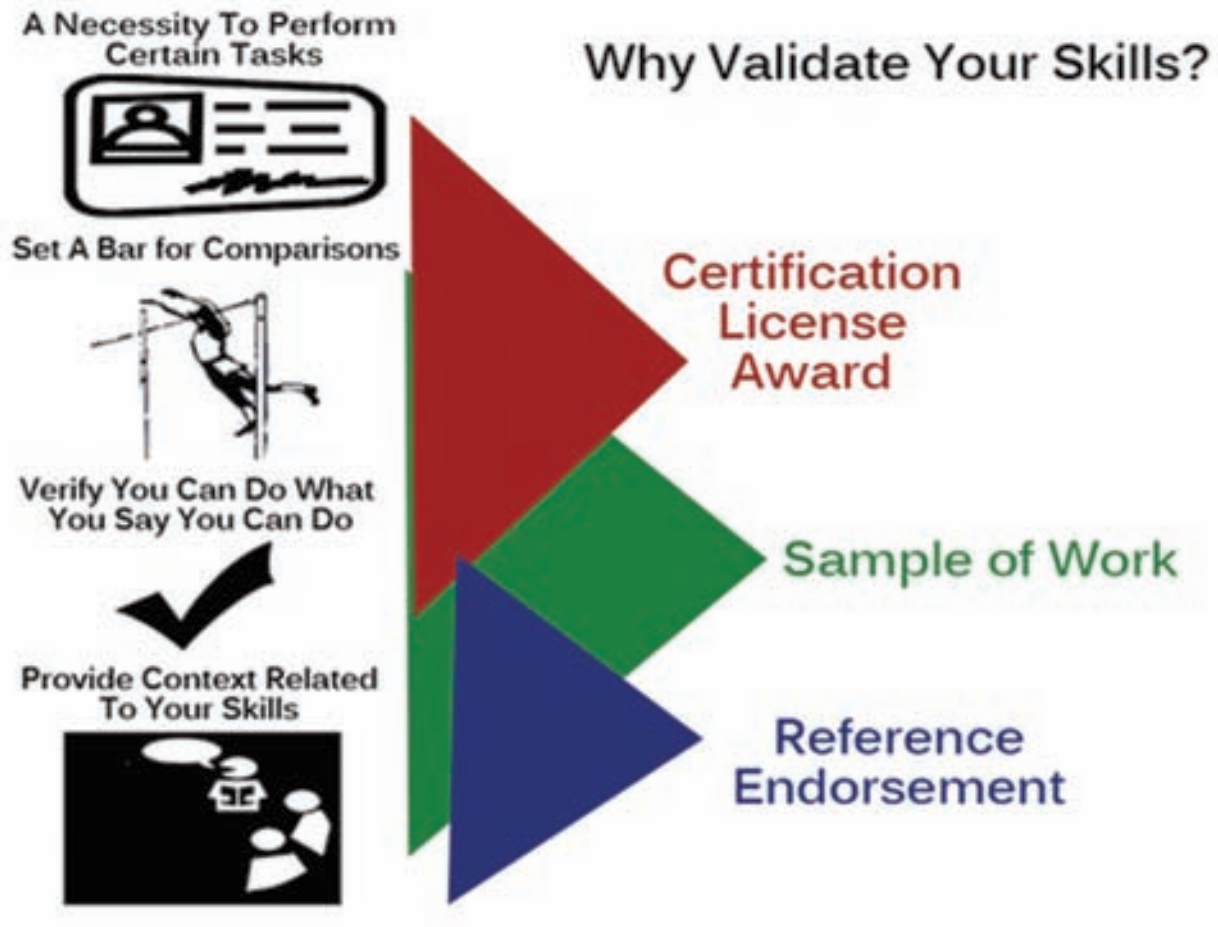 A Necessity To Perform
Certain Tasks
Why Validate Your Skills?
Set A Bar for Comparisons
Certification
License
Award
Verify You Can Do What
You Say You Can Do
Sample of Work
Provide Context Related
To Your Skills
Reference
Endorsement